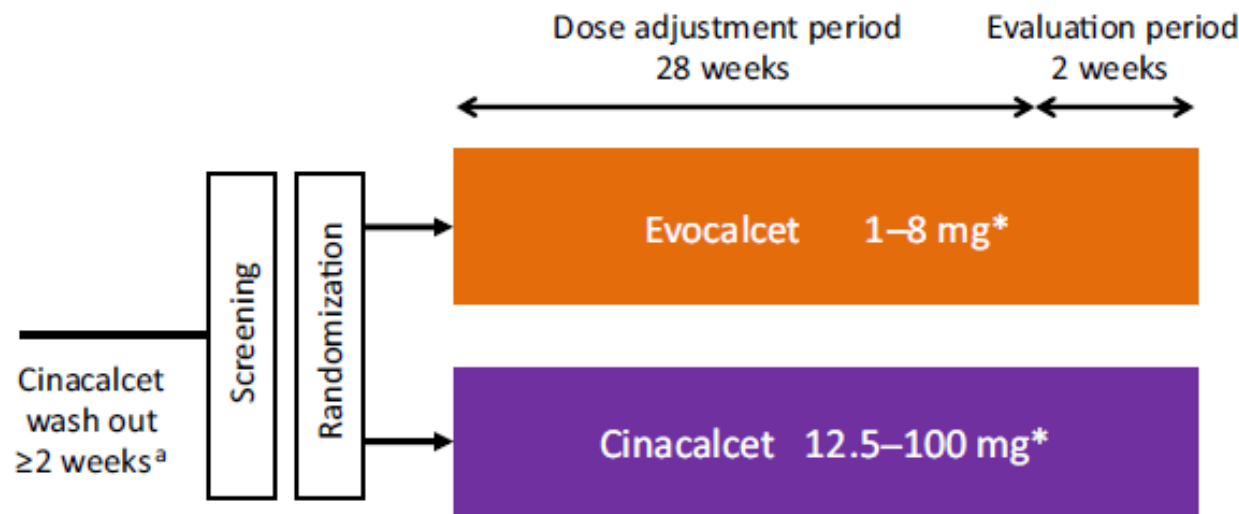 Dose adjustment period
28 weeks
Evaluation period
2 weeks
Cinacalcet
wash out
≥2 weeksᵃ
Screening
Randomization
Evocalcet 1–8 mg*
Cinacalcet 12.5–100 mg*